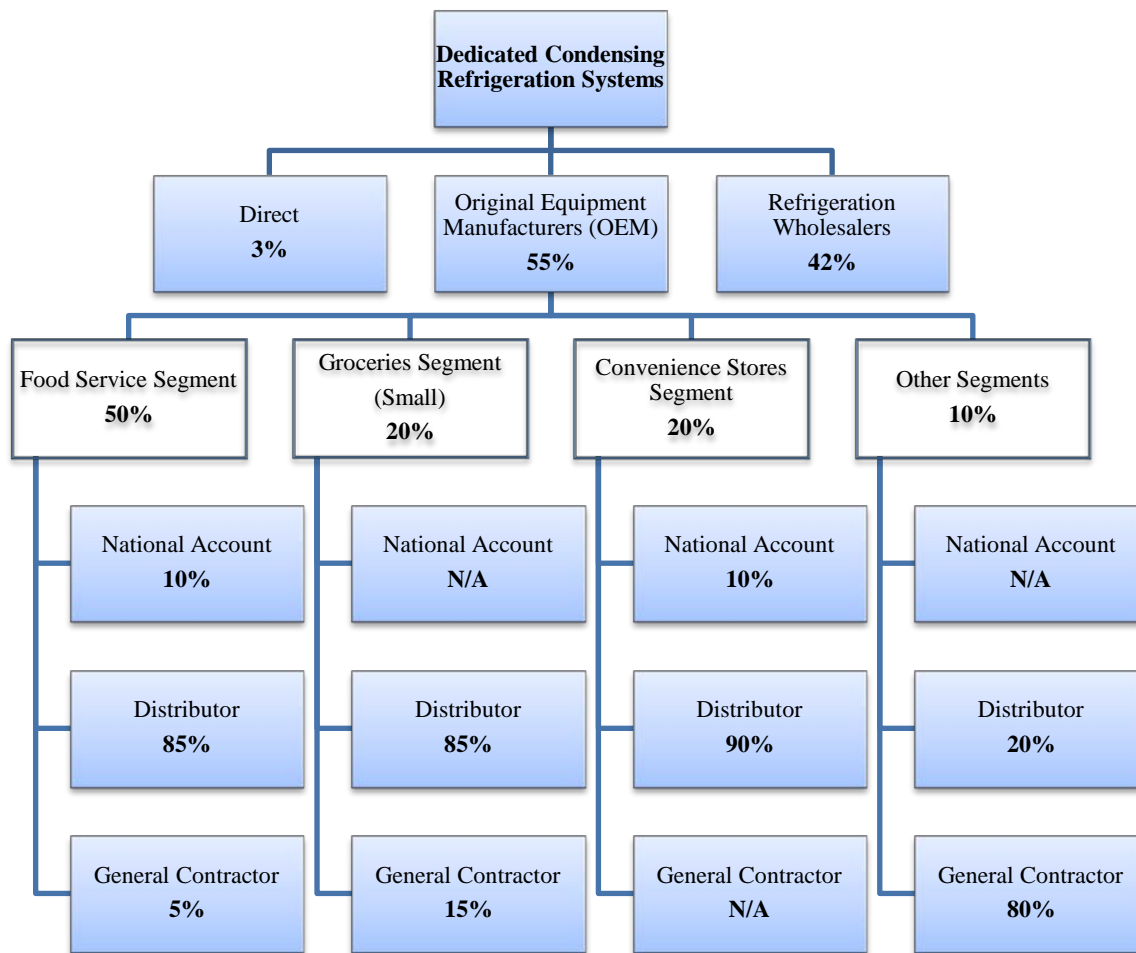 Dedicated Condensing
Refrigeration Systems
Direct
3%
Original Equipment
Manufacturers (OEM)
55%
Refrigeration
Wholesalers
42%
Food Service Segment
50%
Groceries Segment
(Small)
20%
Convenience Stores
Segment
20%
Other Segments
10%
National Account
10%
National Account
N/A
National Account
10%
National Account
N/A
Distributor
85%
Distributor
85%
Distributor
90%
Distributor
20%
General Contractor
5%
General Contractor
15%
General Contractor
N/A
General Contractor
80%